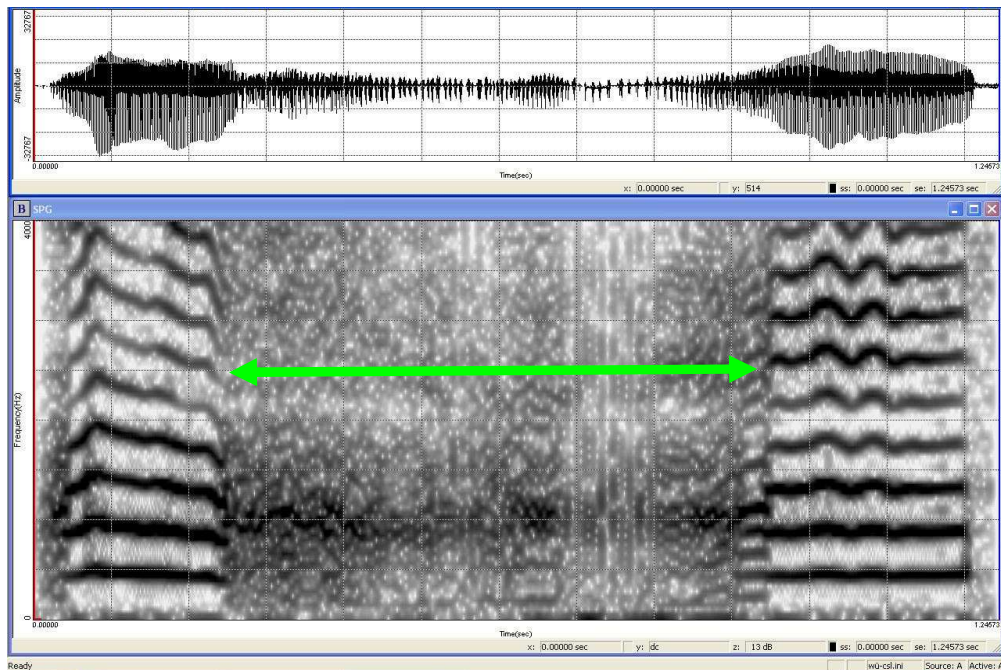 32767
Amplitude
-32767
0.00000 1.24573
Time(sec)
x: 0.00000 sec y: 514 ss: 0.00000 sec se: 1.24573 sec
B SPG
4000
Frequency(Hz)
0
0.00000 1.24573
Time(sec)
x: 0.00000 sec y: dc z: 13 dB ss: 0.00000 sec se: 1.24573 sec
Ready wü-csl.ini Source: A Active: A